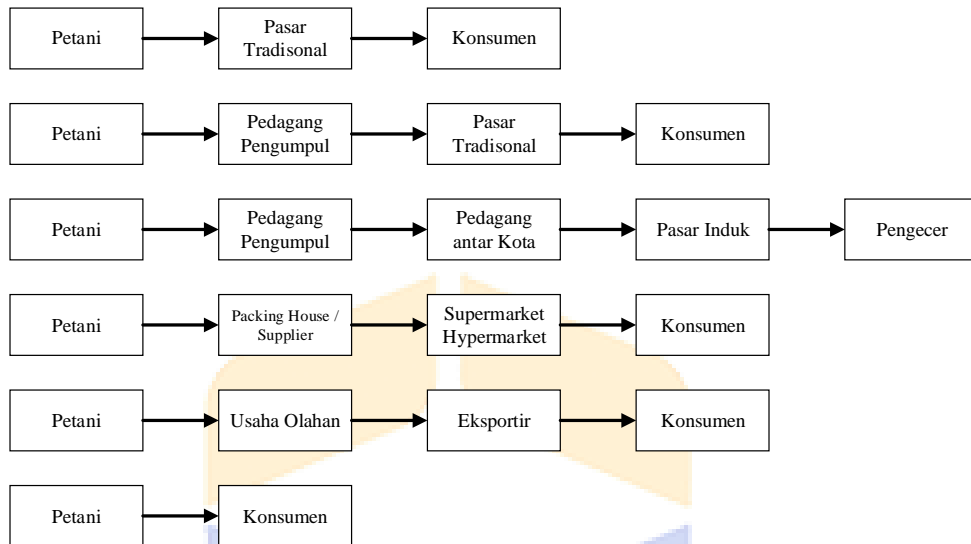 Petani
Pasar
Tradisonal
Konsumen
Petani
Pedagang
Pengumpul
Pasar
Tradisonal
Konsumen
Petani
Pedagang
Pengumpul
Pedagang
antar Kota
Pasar Induk
Pengecer
Petani
Packing House /
Supplier
Supermarket
Hypermarket
Konsumen
Petani
Usaha Olahan
Eksportir
Konsumen
Petani
Konsumen